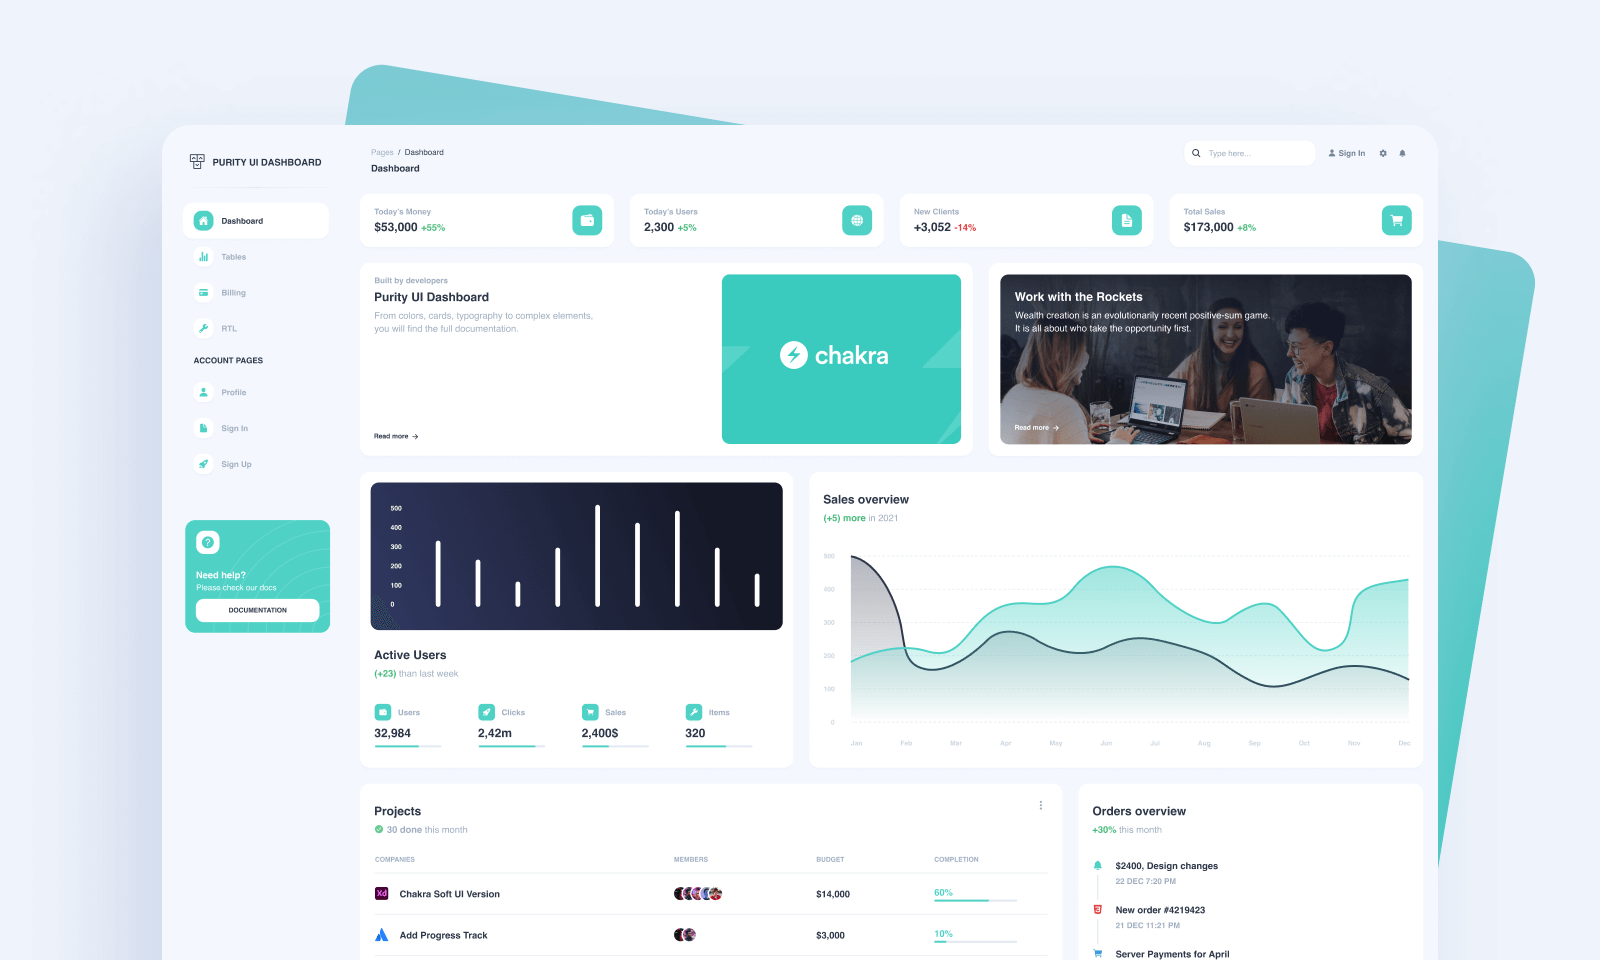 PURITY UI DASHBOARD
Dashboard
Tables
Billing
RTL
ACCOUNT PAGES
Profile
Sign In
Sign Up
Need help?
Please check our docs
DOCUMENTATION
Pages / Dashboard
Dashboard
Type here...
Sign In
Today's Money
$53,000 +55%
Today's Users
2,300 +5%
New Clients
+3,052 -14%
Total Sales
$173,000 +8%
Built by developers
Purity UI Dashboard
From colors, cards, typography to complex elements,
you will find the full documentation.
Read more
chakra
Work with the Rockets
Wealth creation is an evolutionarily recent positive-sum game.
It is all about who take the opportunity first.
Read more
500
400
300
200
100
0
Active Users
(+23) than last week
Users
32,984
Clicks
2,42m
Sales
2,400$
Items
320
Sales overview
(+5) more in 2021
500
400
300
200
100
0
Jan Feb Mar Apr May Jun Jul Aug Sep Oct Nov Dec
Projects
30 done this month
COMPANIES MEMBERS BUDGET COMPLETION
Xd Chakra Soft UI Version $14,000 60%
Add Progress Track $3,000 10%
Orders overview
+30% this month
$2400, Design changes
22 DEC 7:20 PM
New order #4219423
21 DEC 11:21 PM
Server Payments for April